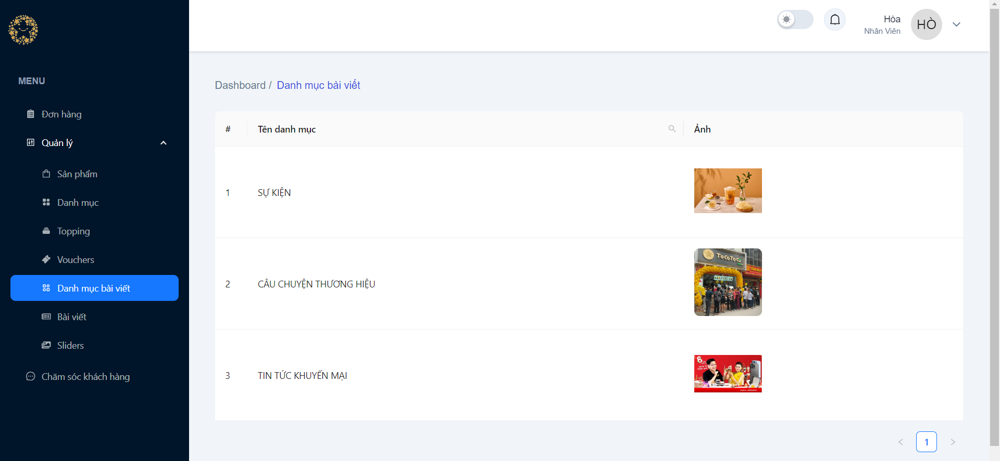 MENU
Đơn hàng
Quản lý
Sản phẩm
Danh mục
Topping
Vouchers
Danh mục bài viết
Bài viết
Sliders
Chăm sóc khách hàng
Hòa
Nhân Viên
HÒ
Dashboard / Danh mục bài viết
# Tên danh mục Ảnh
1 SỰ KIỆN
2 CÂU CHUYỆN THƯƠNG HIỆU
ToCoToCo
3 TIN TỨC KHUYẾN MẠI
8
1